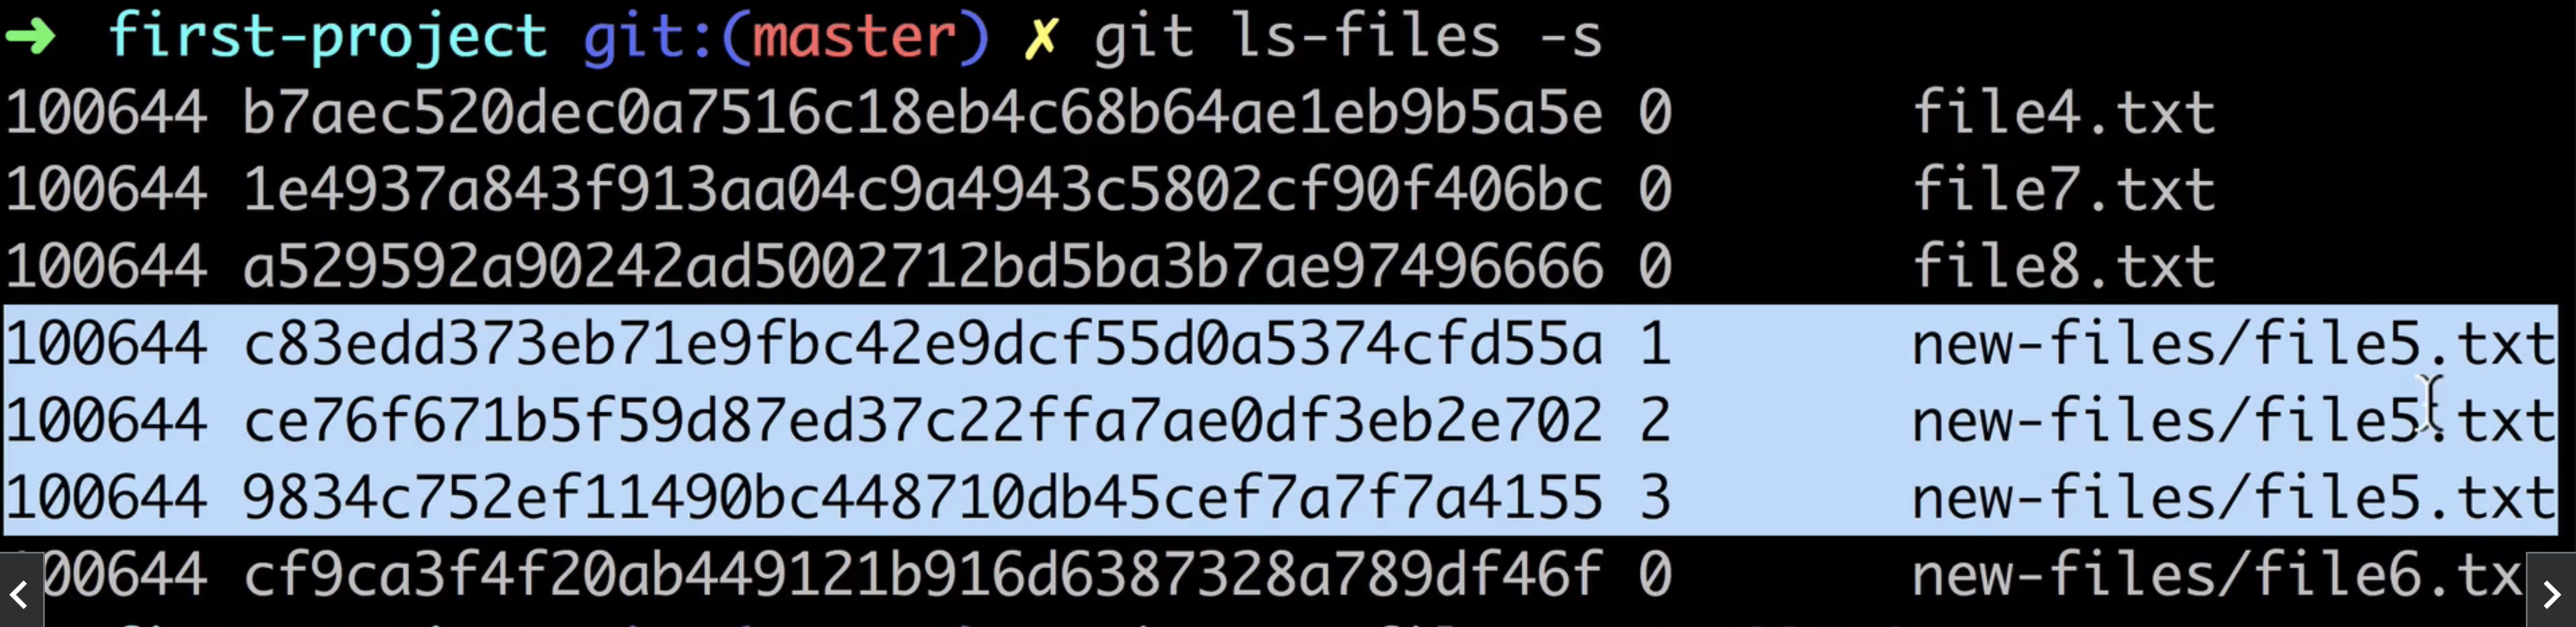 ➜ first-project git:(master) ✗ git ls-files -s
100644 b7aec520dec0a7516c18eb4c68b64ae1eb9b5a5e 0 file4.txt
100644 1e4937a843f913aa04c9a4943c5802cf90f406bc 0 file7.txt
100644 a529592a90242ad5002712bd5ba3b7ae97496666 0 file8.txt
100644 c83edd373eb71e9fbc42e9dcf55d0a5374cfd55a 1 new-files/file5.txt
100644 ce76f671b5f59d87ed37c22ffa7ae0df3eb2e702 2 new-files/file5.txt
100644 9834c752ef11490bc448710db45cef7a7f7a4155 3 new-files/file5.txt
00644 cf9ca3f4f20ab449121b916d6387328a789df46f 0 new-files/file6.tx